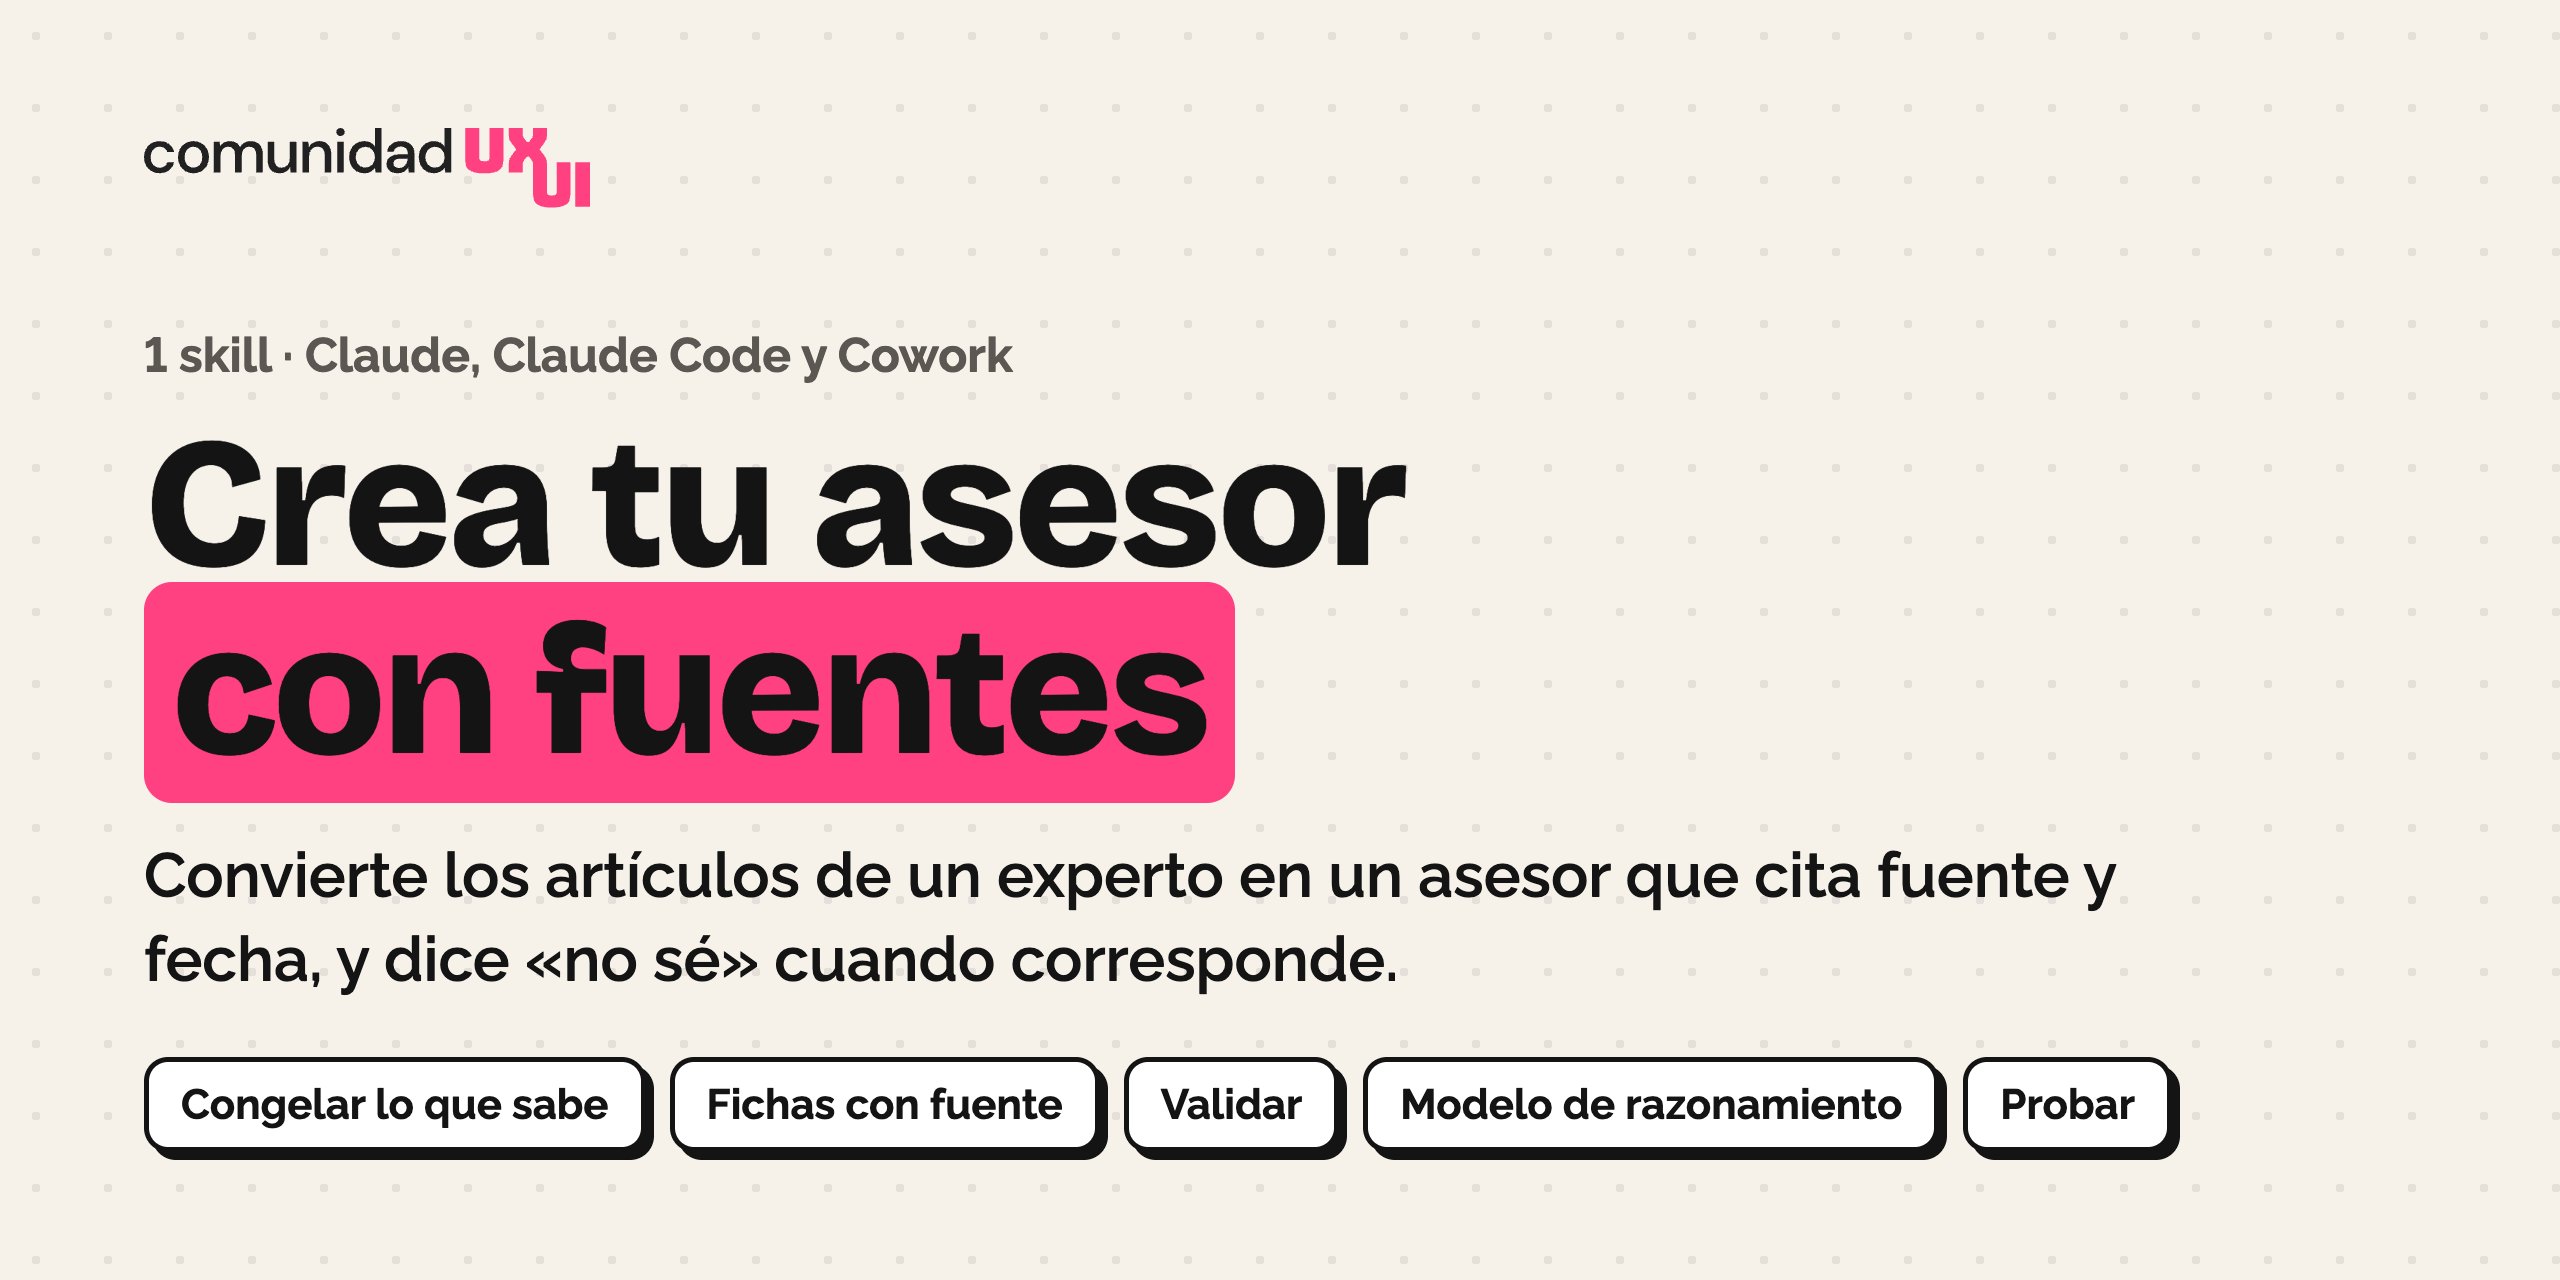 comunidad UX
UI
1 skill · Claude, Claude Code y Cowork
Crea tu asesor
con fuentes
Convierte los artículos de un experto en un asesor que cita fuente y
fecha, y dice «no sé» cuando corresponde.
Congelar lo que sabe Fichas con fuente Validar Modelo de razonamiento Probar